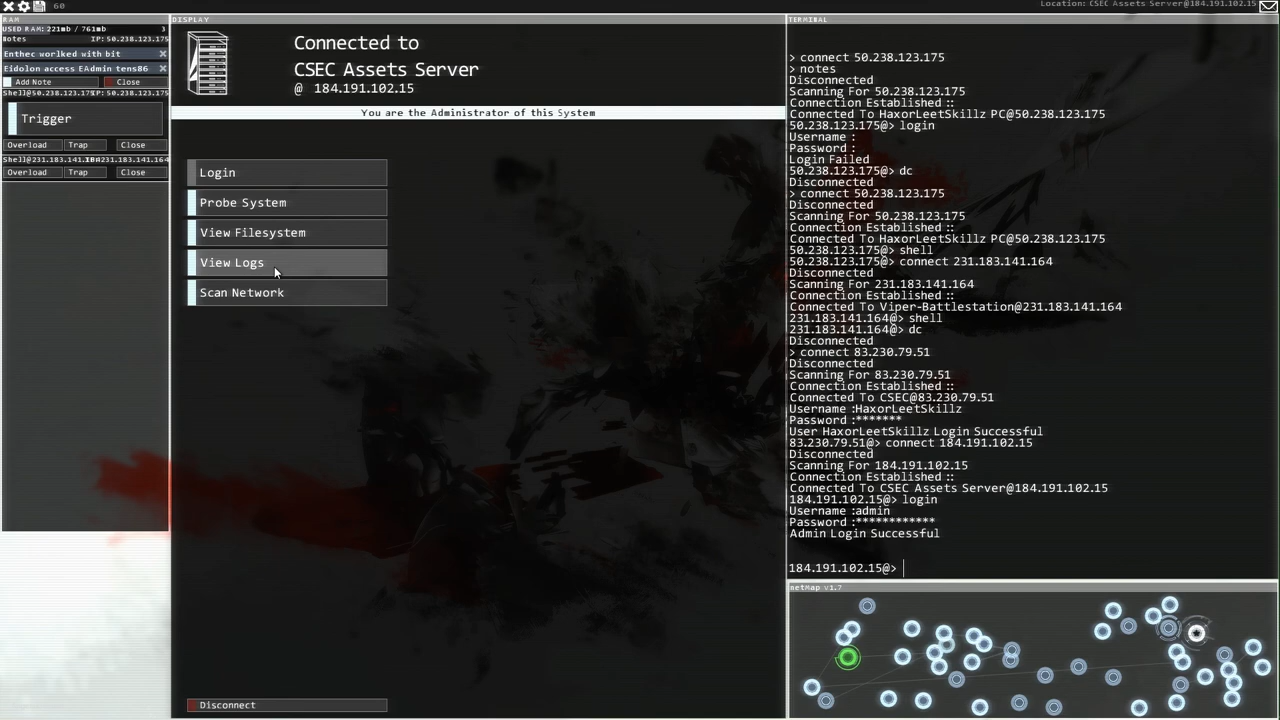 60
Location: CSEC Assets Server@184.191.102.15
RAM
USED RAM: 221mb / 761mb 3
Notes IP: 50.238.123.175
Enthec worlked with bit
Eidolon access EAdmin tens86
Add Note Close
IP: 50.238.123.175
Trigger
Overload Trap Close
Overload Trap Close
DISPLAY
Connected to
CSEC Assets Server
@ 184.191.102.15
You are the Administrator of this System
Login
Probe System
View Filesystem
View Logs
Scan Network
Disconnect
TERMINAL
> connect 50.238.123.175
> notes
Disconnected
Scanning For 50.238.123.175
Connection Established ::
Connected To HaxorLeetSkillz PC@50.238.123.175
50.238.123.175@> login
Username :
Password :
Login Failed
50.238.123.175@> dc
Disconnected
> connect 50.238.123.175
Disconnected
Scanning For 50.238.123.175
Connection Established ::
Connected To HaxorLeetSkillz PC@50.238.123.175
50.238.123.175@> shell
50.238.123.175@> connect 231.183.141.164
Disconnected
Scanning For 231.183.141.164
Connection Established ::
Connected To Viper-Battlestation@231.183.141.164
231.183.141.164@> shell
231.183.141.164@> dc
Disconnected
> connect 83.230.79.51
Disconnected
Scanning For 83.230.79.51
Connection Established ::
Connected To CSEC@83.230.79.51
Username :HaxorLeetSkillz
Password :*******
User HaxorLeetSkillz Login Successful
83.230.79.51@> connect 184.191.102.15
Disconnected
Scanning For 184.191.102.15
Connection Established ::
Connected To CSEC Assets Server@184.191.102.15
184.191.102.15@> login
Username :admin
Password :************
Admin Login Successful
184.191.102.15@>
netMap v1.7